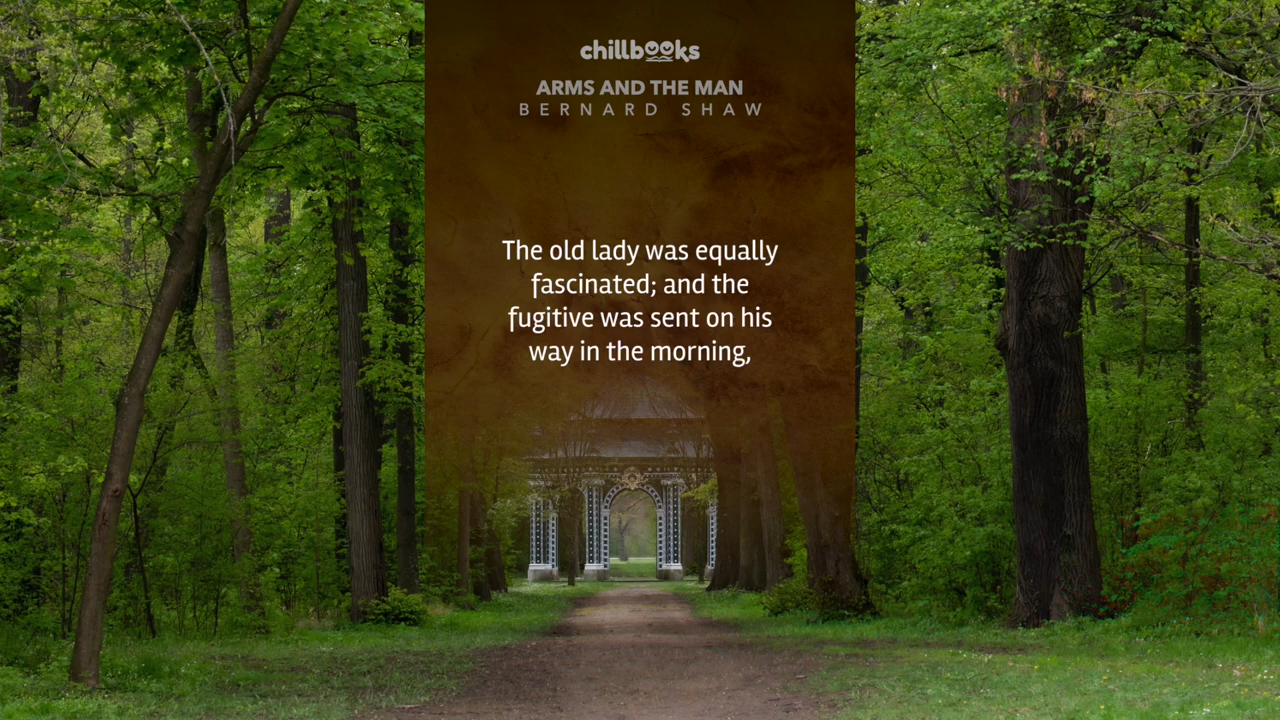 chillbooks
ARMS AND THE MAN
BERNARD SHAW
The old lady was equally
fascinated; and the
fugitive was sent on his
way in the morning,